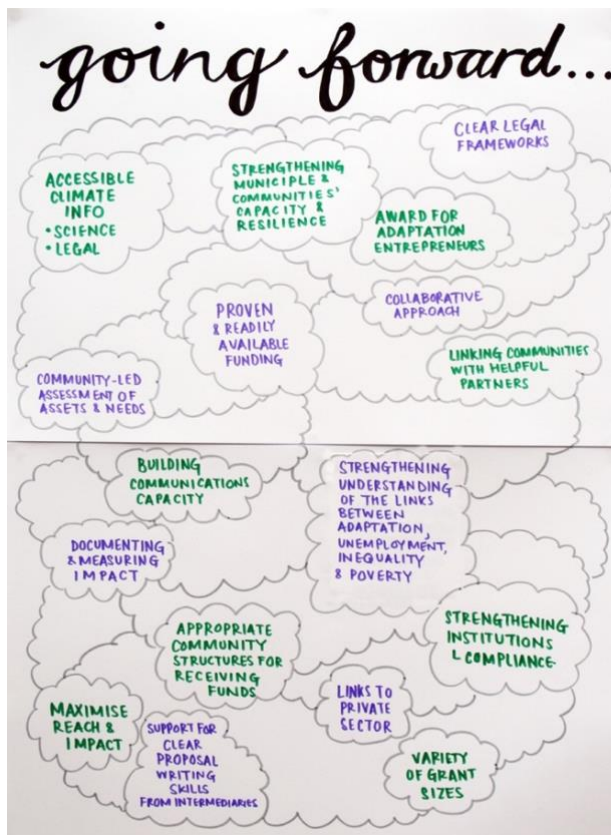 going forward...
CLEAR LEGAL
FRAMEWORKS
ACCESSIBLE
CLIMATE
INFO
• SCIENCE
• LEGAL
STRENGTHENING
MUNICIPLE &
COMMUNITIES'
CAPACITY &
RESILIENCE
AWARD FOR
ADAPTATION
ENTREPRENEURS
PROVEN
& READILY
AVAILABLE
FUNDING
COLLABORATIVE
APPROACH
LINKING COMMUNITIES
WITH HELPFUL
PARTNERS
COMMUNITY-LED
ASSESSMENT OF
ASSETS & NEEDS
BUILDING
COMMUNICATIONS
CAPACITY
STRENGTHENING
UNDERSTANDING
OF THE LINKS
BETWEEN
ADAPTATION,
UNEMPLOYMENT,
INEQUALITY
& POVERTY
DOCUMENTING
& MEASURING
IMPACT
APPROPRIATE
COMMUNITY
STRUCTURES FOR
RECEIVING
FUNDS
STRENGTHENING
INSTITUTIONS
L COMPLIANCE
LINKS TO
PRIVATE
SECTOR
MAXIMISE
REACH &
IMPACT
SUPPORT FOR
CLEAR
PROPOSAL
WRITING
SKILLS
FROM INTERMEDIARIES
VARIETY
OF GRANT
SIZES